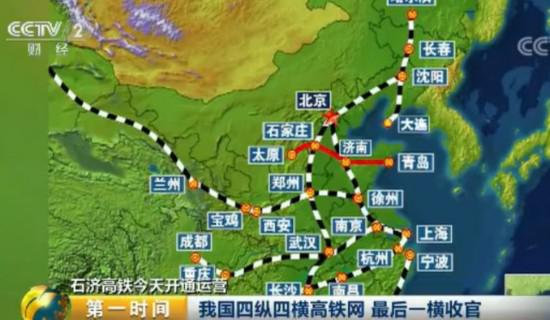 CCTV 2
财经
长春
沈阳
北京
石家庄
大连
太原
济南
青岛
兰州
郑州
徐州
宝鸡
西安
南京
上海
成都
武汉
杭州
宁波
重庆
长沙
南昌
石济高铁今天开通运营
第一时间
我国四纵四横高铁网 最后一横收官